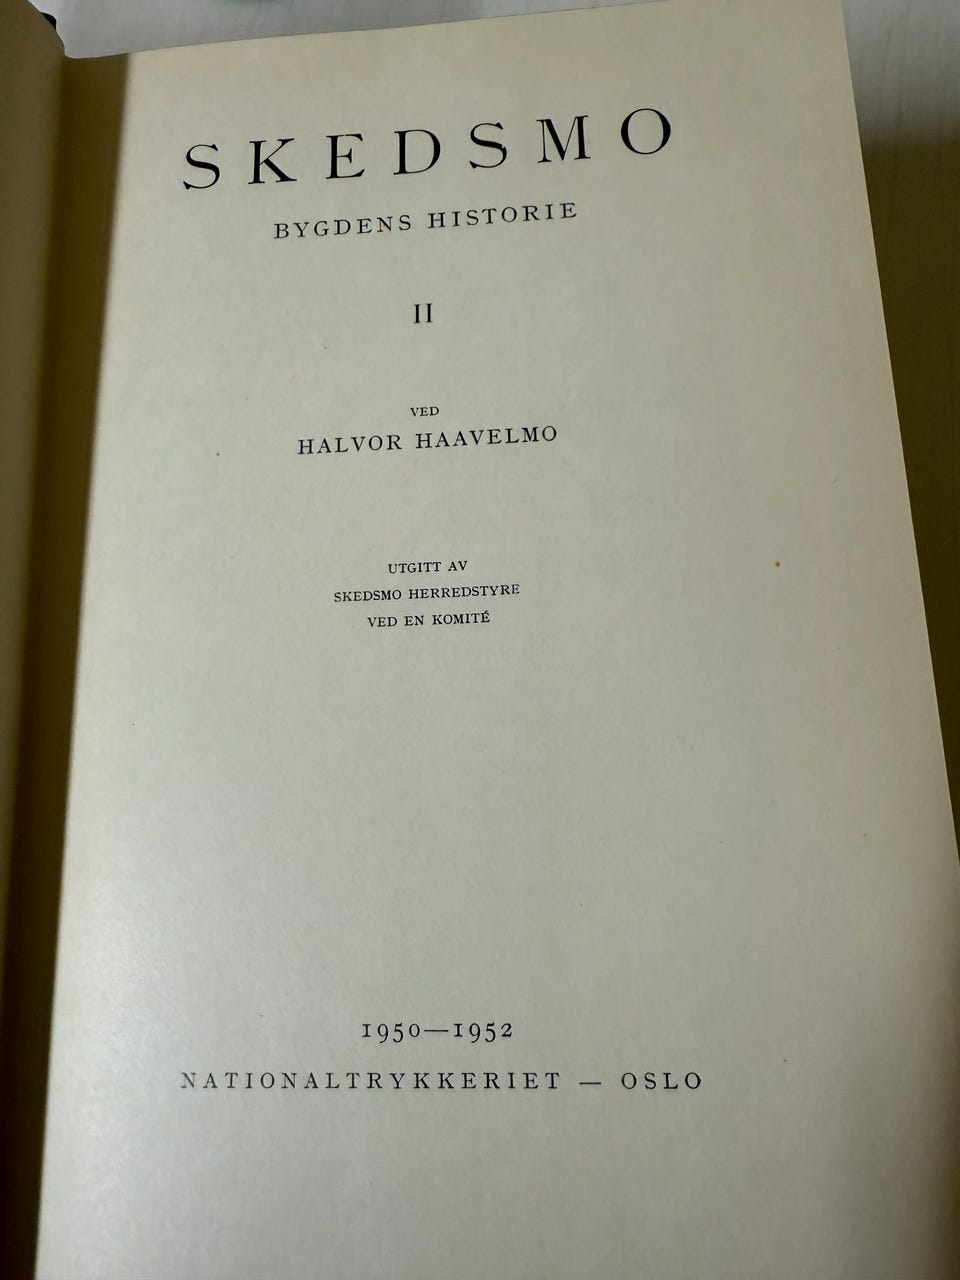 SKEDSMO
BYGDENS HISTORIE
II
VED
HALVOR HAAVELMO
UTGITT AV
SKEDSMO HERREDSTYRE
VED EN KOMITÉ
1950—1952
NATIONALTRYKKERIET — OSLO